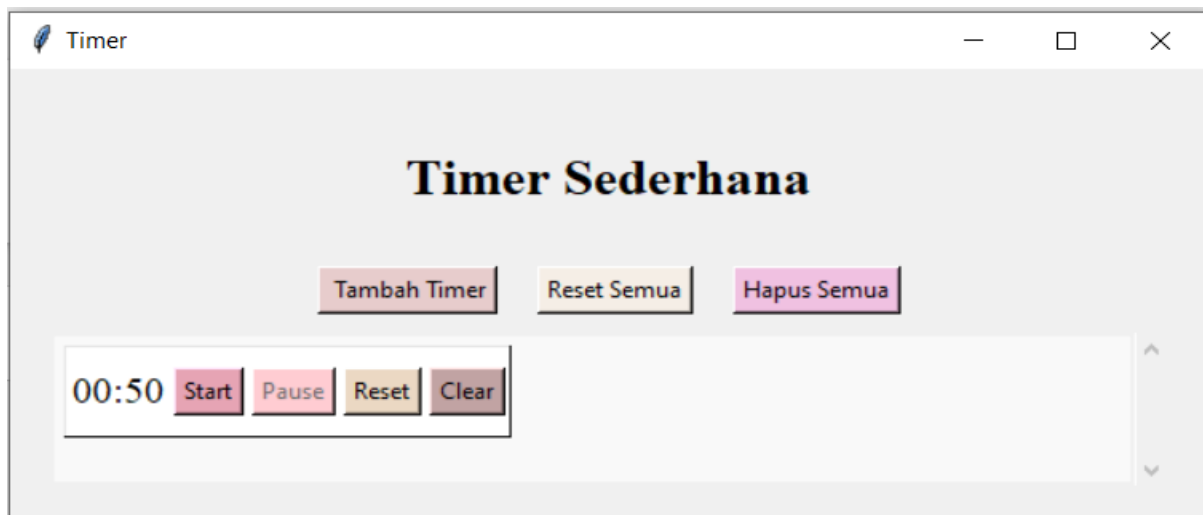 Timer
Timer Sederhana
Tambah Timer Reset Semua Hapus Semua
00:50 Start Pause Reset Clear